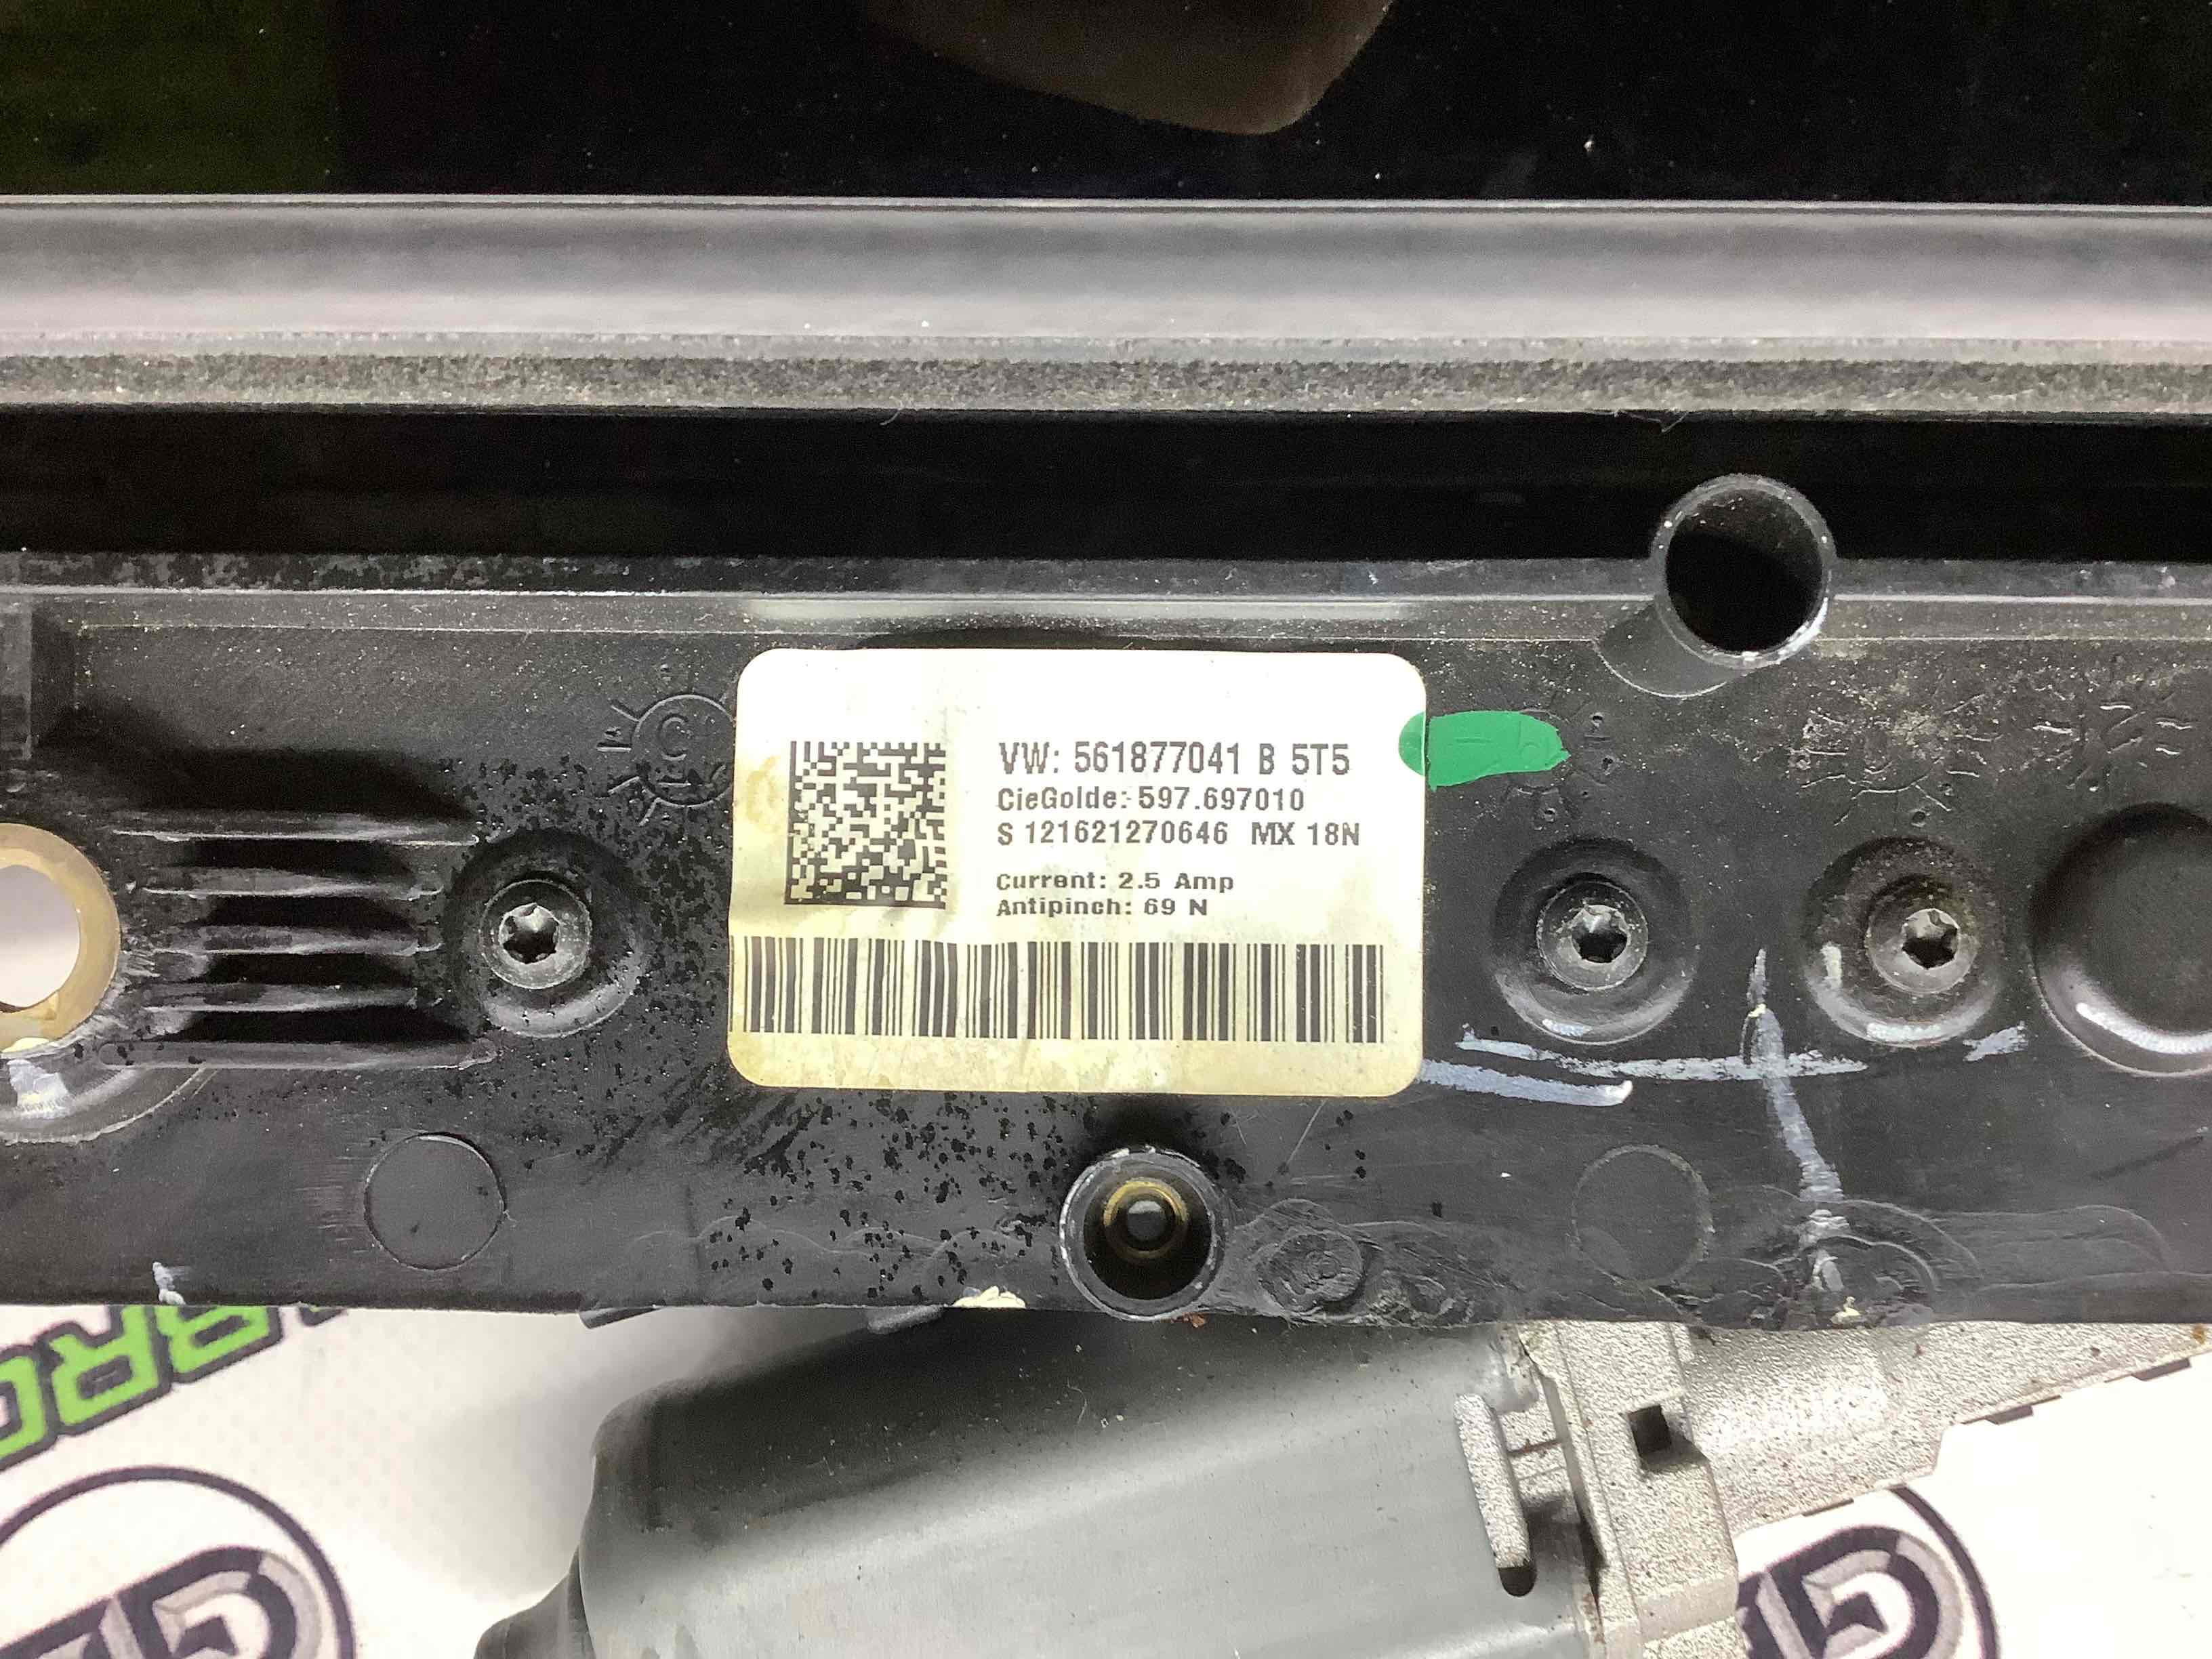 VW: 561877041 B 5T5
CieGolde: 597.697010
S 121621270646 MX 18N
Current: 2.5 Amp
Antipinch: 69 N